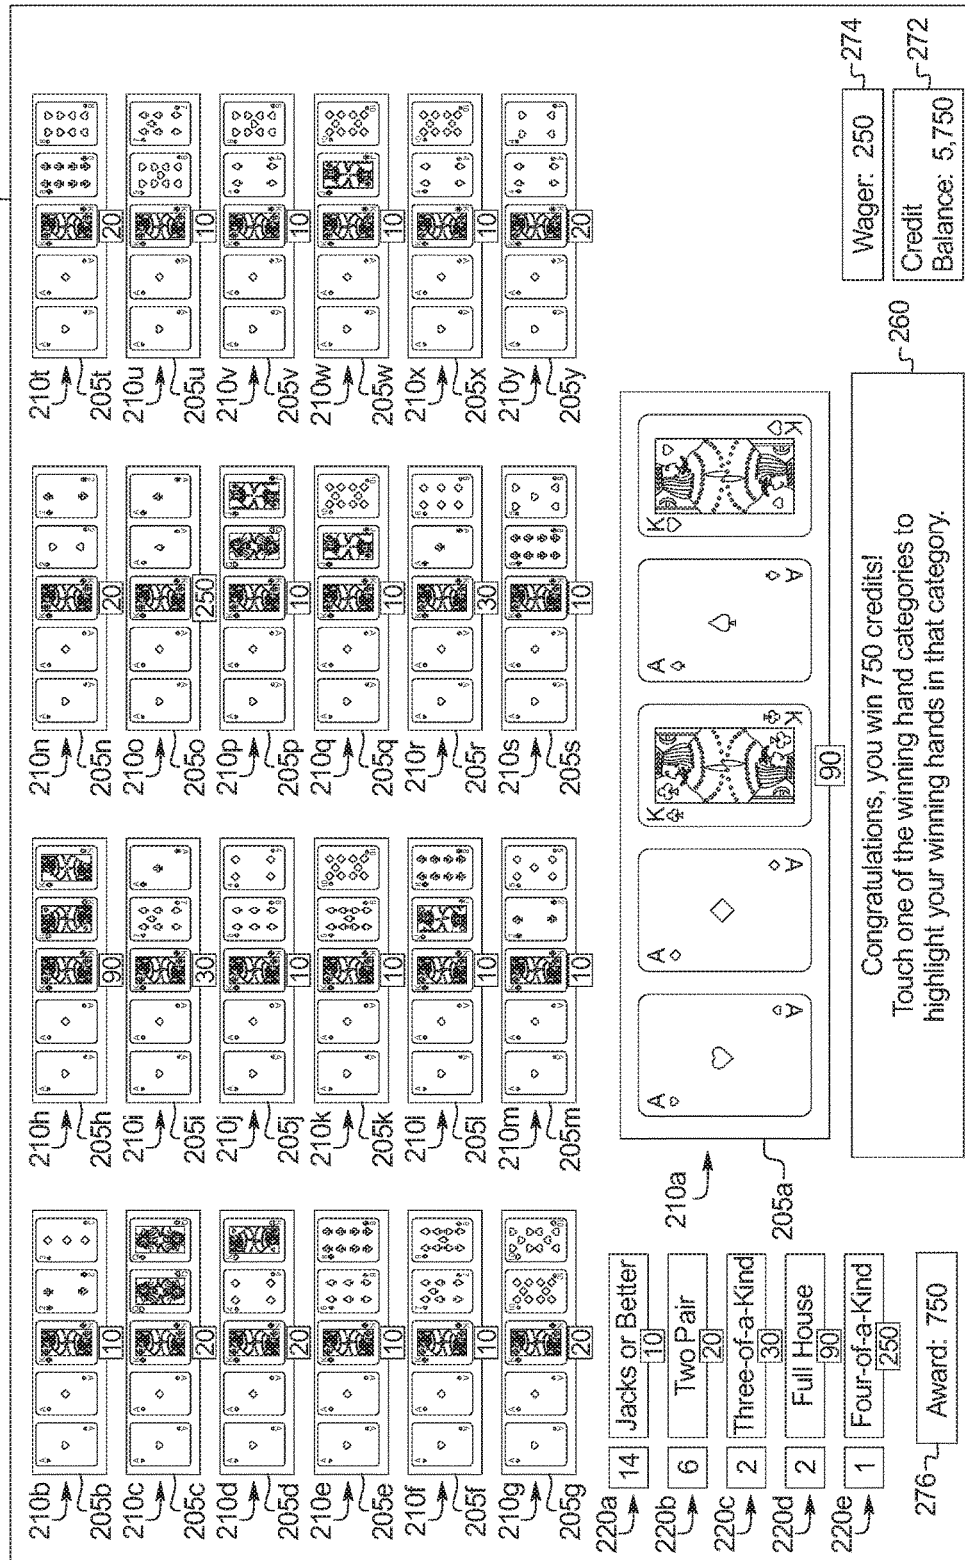 210b
205b
10
210c
205c
20
210d
205d
20
210e
205e
10
210f
205f
10
210g
205g
20
210h
205h
90
210i
205i
30
210j
205j
10
210k
205k
10
210l
205l
10
210m
205m
10
210n
205n
20
210o
205o
250
210p
205p
10
210q
205q
10
210r
205r
30
210s
205s
10
210t
205t
20
210u
205u
10
210v
205v
10
210w
205w
10
210x
205x
10
210y
205y
20
220a
14
Jacks or Better
10
220b
6
Two Pair
20
220c
2
Three-of-a-Kind
30
220d
2
Full House
90
220e
1
Four-of-a-Kind
250
276
Award: 750
210a
205a
A
A
A
A
K
K
A
A
K
K
90
Congratulations, you win 750 credits!
Touch one of the winning hand categories to
highlight your winning hands in that category.
260
Wager: 250
274
Credit
Balance: 5,750
272